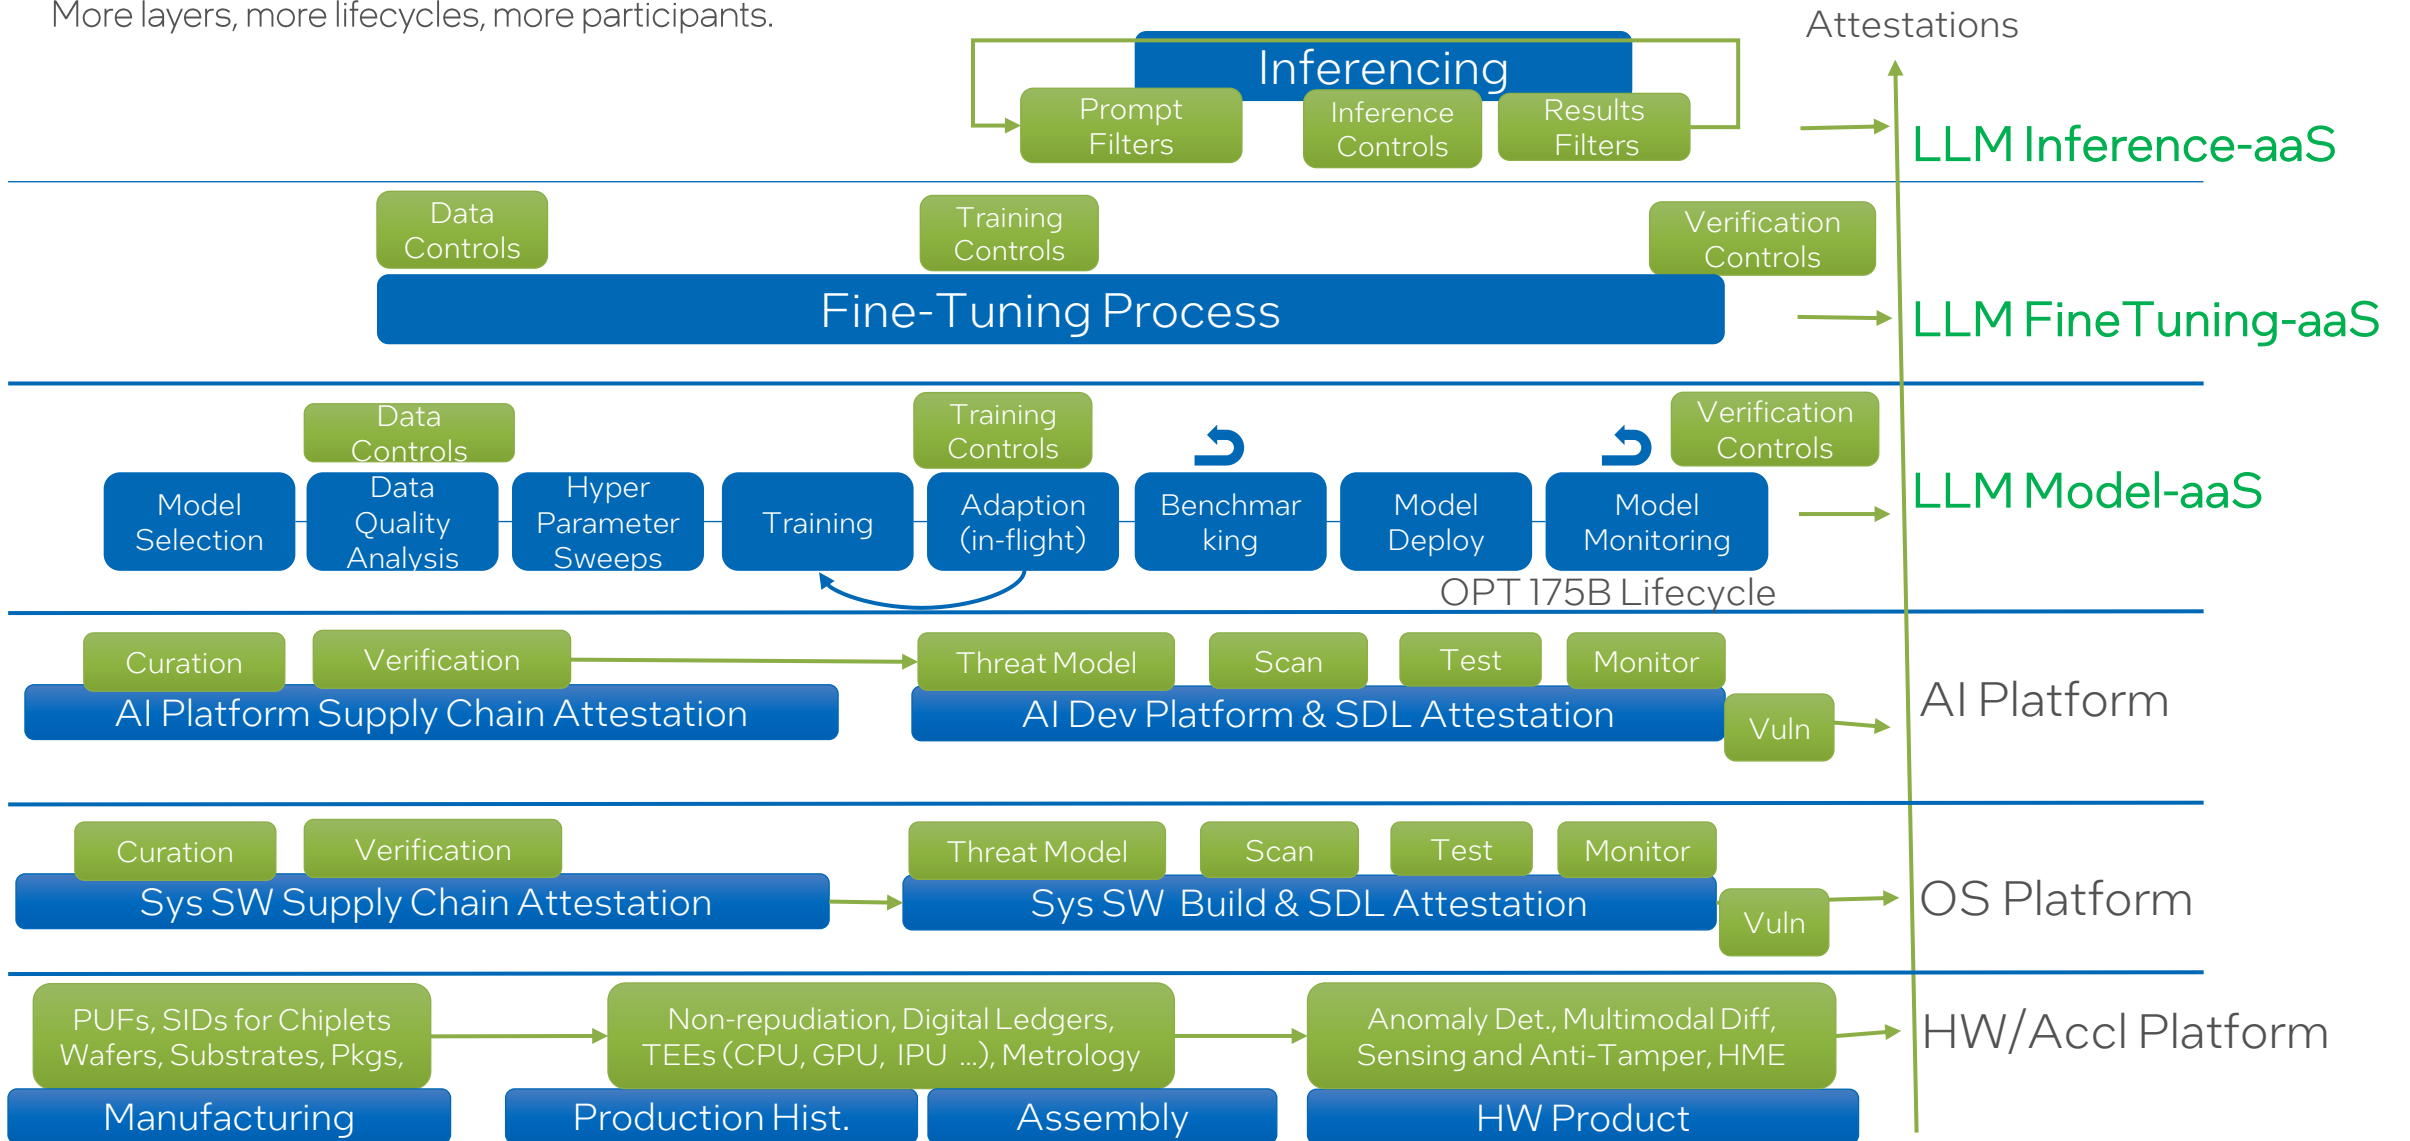 More layers, more lifecycles, more participants.
Attestations
Inferencing
Prompt
Filters
Inference
Controls
Results
Filters
LLM Inference-aaS
Data
Controls
Training
Controls
Verification
Controls
Fine-Tuning Process
LLM FineTuning-aaS
Data
Controls
Training
Controls
Verification
Controls
Model
Selection
Data
Quality
Analysis
Hyper
Parameter
Sweeps
Training
Adaption
(in-flight)
Benchmar
king
Model
Deploy
Model
Monitoring
LLM Model-aaS
OPT 175B Lifecycle
Curation
Verification
Threat Model
Scan
Test
Monitor
AI Platform Supply Chain Attestation
AI Dev Platform & SDL Attestation
Vuln
AI Platform
Curation
Verification
Threat Model
Scan
Test
Monitor
Sys SW Supply Chain Attestation
Sys SW Build & SDL Attestation
Vuln
OS Platform
PUFs, SIDs for Chiplets
Wafers, Substrates, Pkgs,
Non-repudiation, Digital Ledgers,
TEEs (CPU, GPU, IPU ...), Metrology
Anomaly Det., Multimodal Diff,
Sensing and Anti-Tamper, HME
HW/Accl Platform
Manufacturing
Production Hist.
Assembly
HW Product